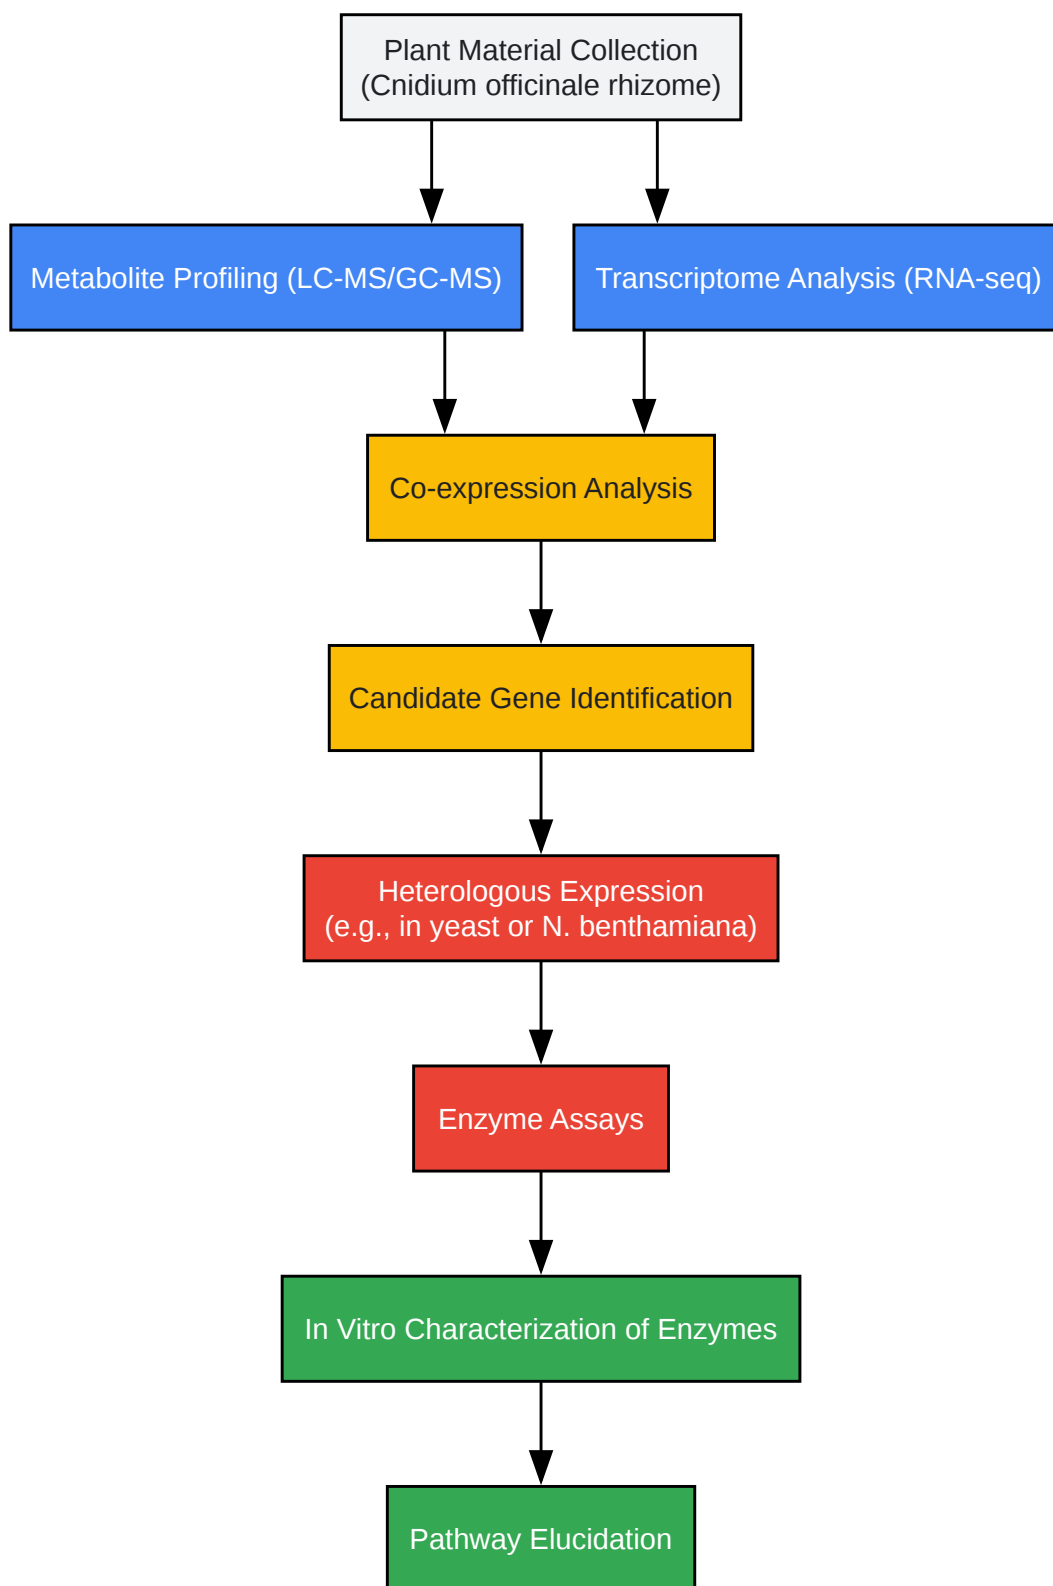 Plant Material Collection
(Cnidium officinale rhizome)
Metabolite Profiling (LC-MS/GC-MS)
Transcriptome Analysis (RNA-seq)
Co-expression Analysis
Candidate Gene Identification
Heterologous Expression
(e.g., in yeast or N. benthamiana)
Enzyme Assays
In Vitro Characterization of Enzymes
Pathway Elucidation